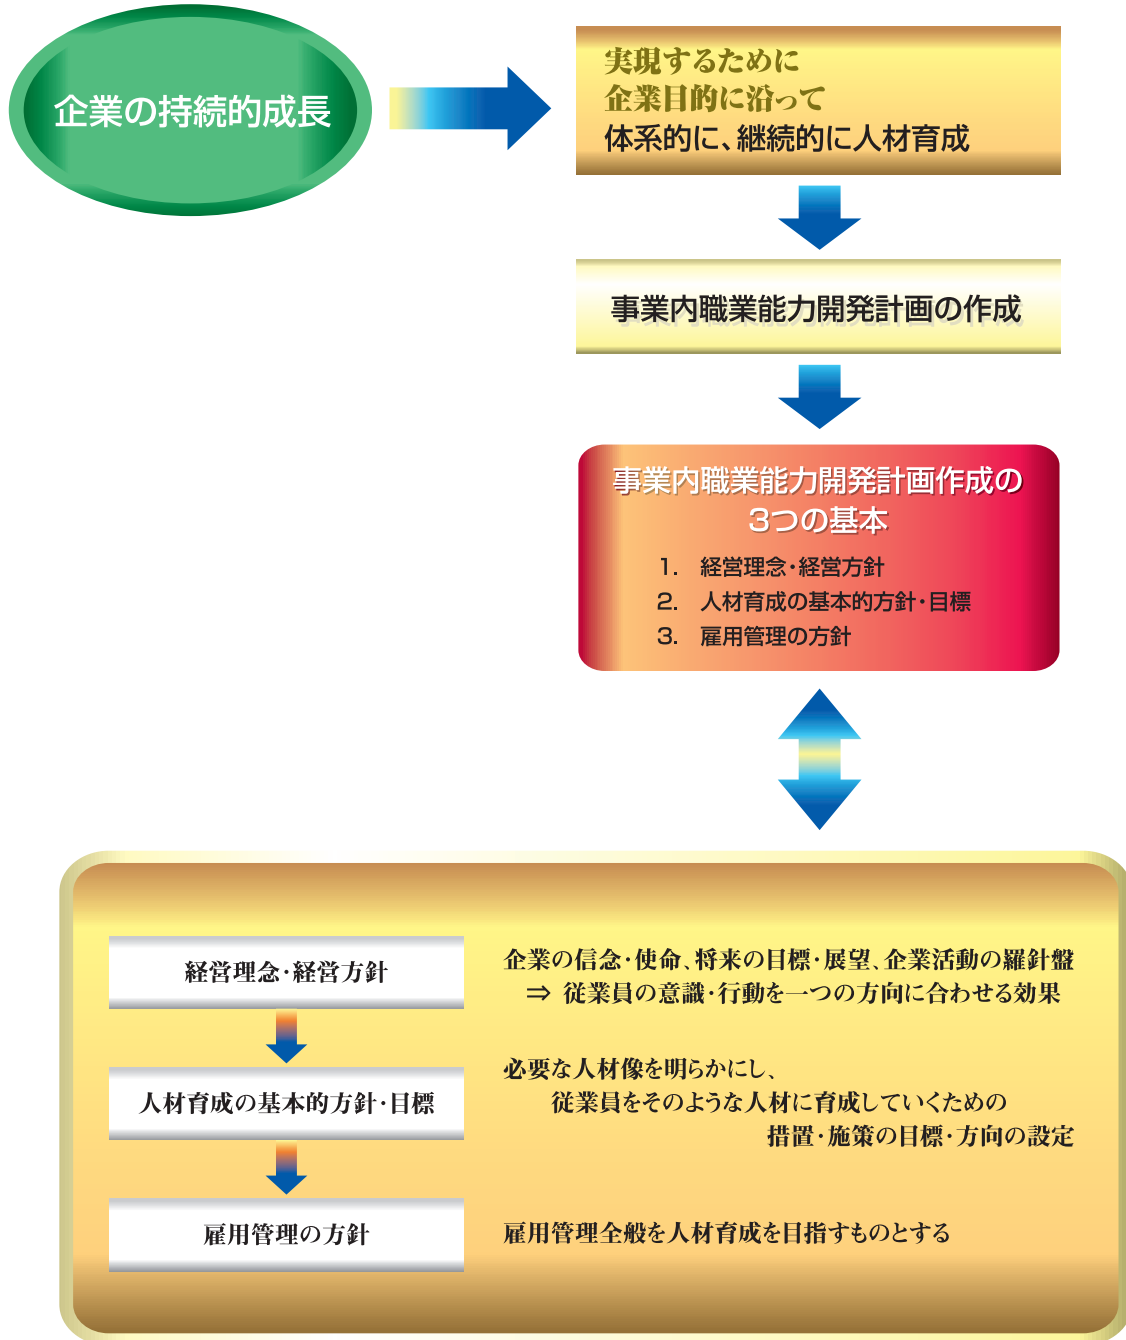 企業の持続的成長
実現するために
企業目的に沿って
体系的に、継続的に人材育成
事業内職業能力開発計画の作成
事業内職業能力開発計画作成の
3つの基本
1. 経営理念・経営方針
2. 人材育成の基本的方針・目標
3. 雇用管理の方針
経営理念・経営方針
企業の信念・使命、将来の目標・展望、企業活動の羅針盤
⇒ 従業員の意識・行動を一つの方向に合わせる効果
人材育成の基本的方針・目標
必要な人材像を明らかにし、
従業員をそのような人材に育成していくための
措置・施策の目標・方向の設定
雇用管理の方針
雇用管理全般を人材育成を目指すものとする